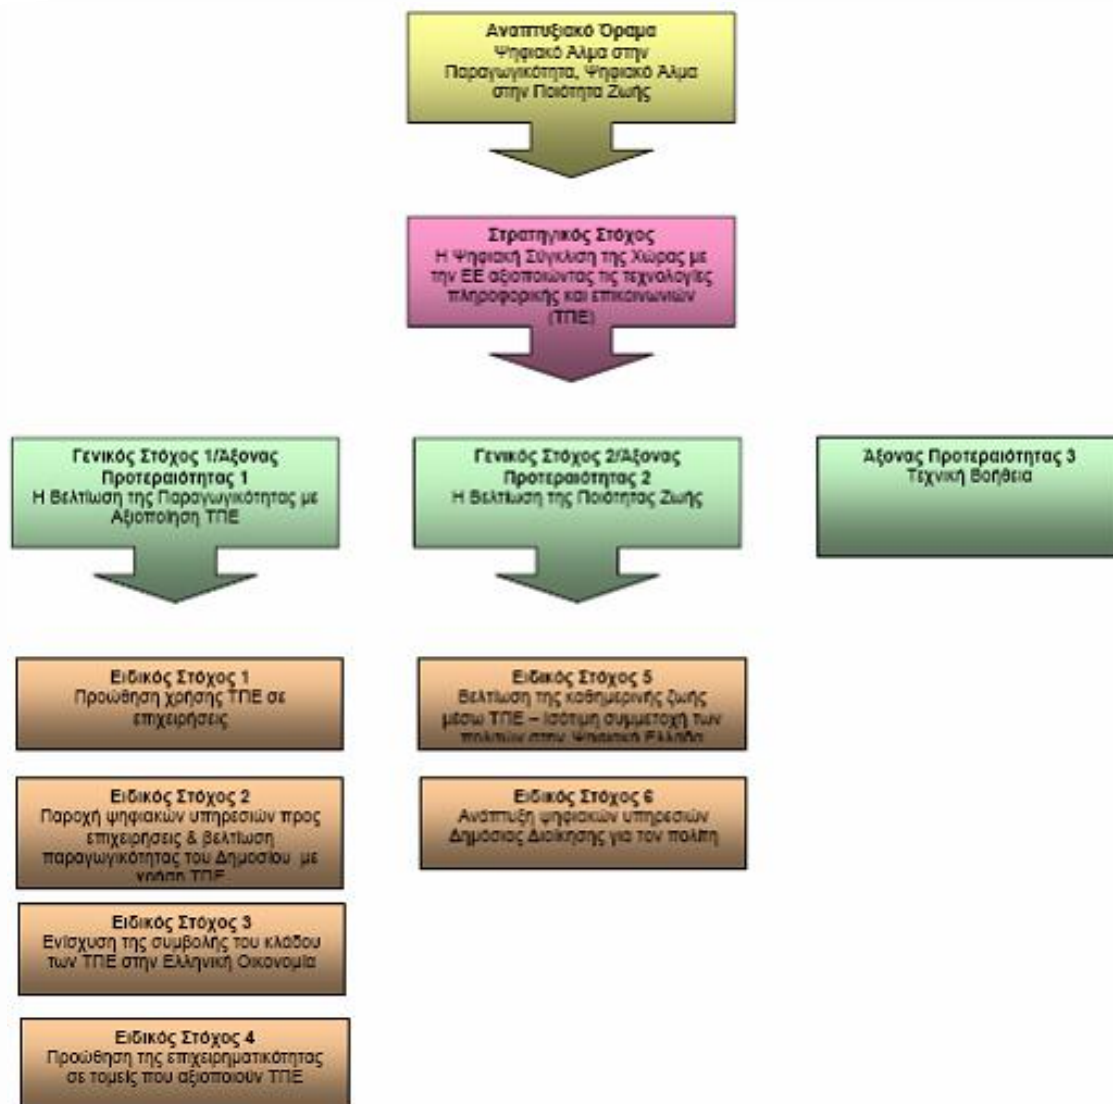 Αναπτυξιακό Όραμα
Ψηφιακό Άλμα στην
Παραγωγικότητα, Ψηφιακό Άλμα
στην Ποιότητα Ζωής
Στρατηγικός Στόχος
Η Ψηφιακή Σύγκλιση της Χώρας με
την ΕΕ αξιοποιώντας τις τεχνολογίες
πληροφορικής και επικοινωνιών
(ΤΠΕ)
Γενικός Στόχος 1/Άξονας
Προτεραιότητας 1
Η Βελτίωση της Παραγωγικότητας με
Αξιοποίηση ΤΠΕ
Γενικός Στόχος 2/Άξονας
Προτεραιότητας 2
Η Βελτίωση της Ποιότητας Ζωής
Άξονας Προτεραιότητας 3
Τεχνική Βοήθεια
Ειδικός Στόχος 1
Προώθηση χρήσης ΤΠΕ σε
επιχειρήσεις
Ειδικός Στόχος 2
Παροχή ψηφιακών υπηρεσιών προς
επιχειρήσεις & βελτίωση
παραγωγικότητας του Δημοσίου με
χρήση ΤΠΕ
Ειδικός Στόχος 3
Ενίσχυση της συμβολής του κλάδου
των ΤΠΕ στην Ελληνική Οικονομία
Ειδικός Στόχος 4
Προώθηση της επιχειρηματικότητας
σε τομείς που αξιοποιούν ΤΠΕ
Ειδικός Στόχος 5
Βελτίωση της καθημερινής ζωής
μέσω ΤΠΕ – Ισότιμη συμμετοχή των
πολιτών στην Ψηφιακή Ελλάδα
Ειδικός Στόχος 6
Ανάπτυξη ψηφιακών υπηρεσιών
Δημόσιας Διοίκησης για τον πολίτη